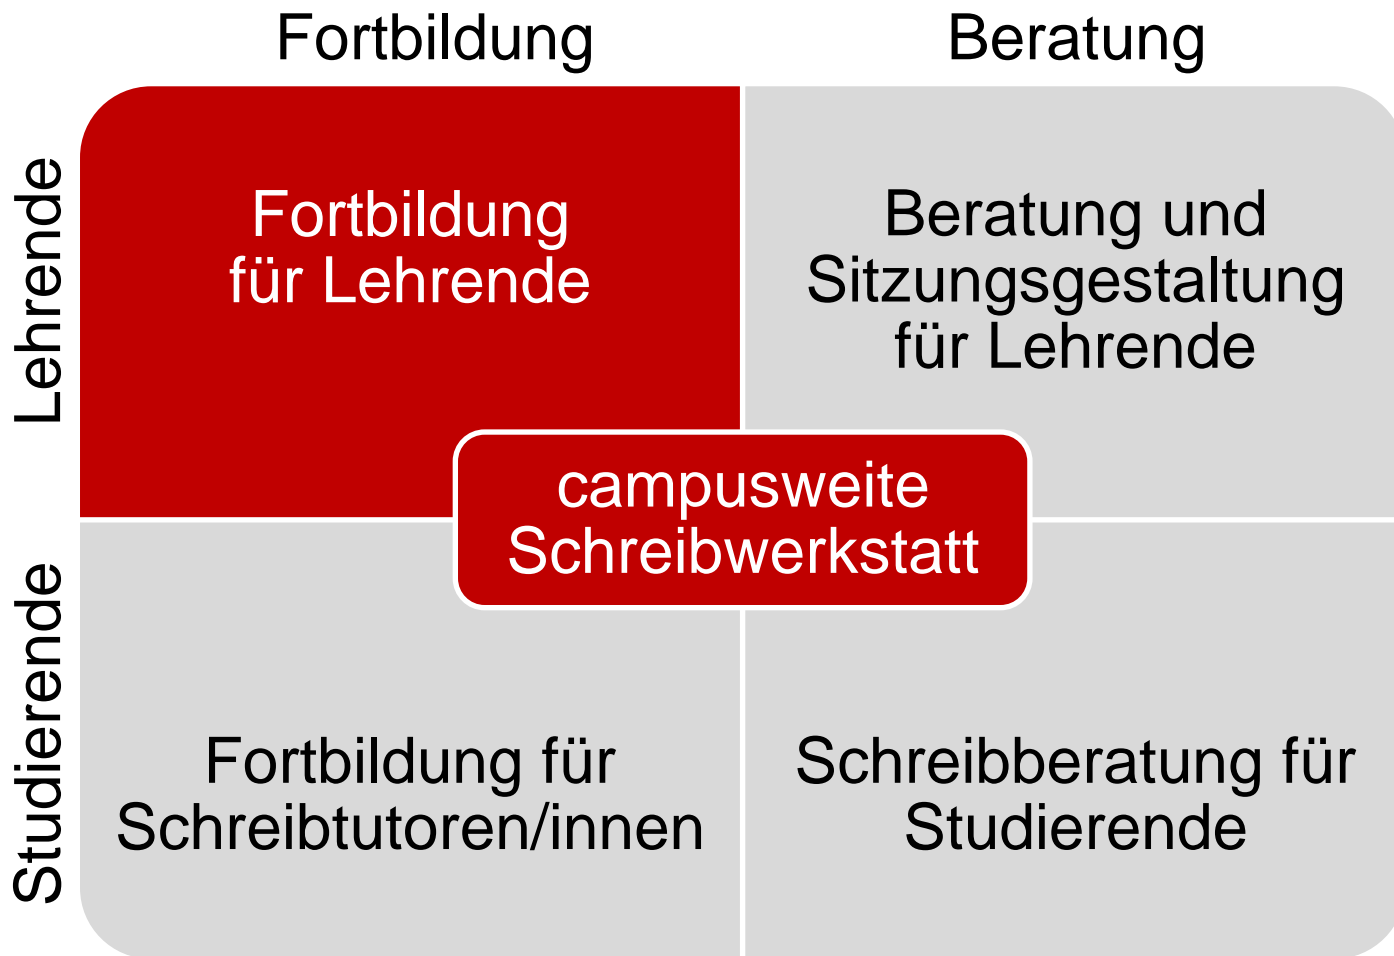 Fortbildung
Beratung
Lehrende
Fortbildung
für Lehrende
Beratung und
Sitzungsgestaltung
für Lehrende
campusweite
Schreibwerkstatt
Studierende
Fortbildung für
Schreibtutoren/innen
Schreibberatung für
Studierende